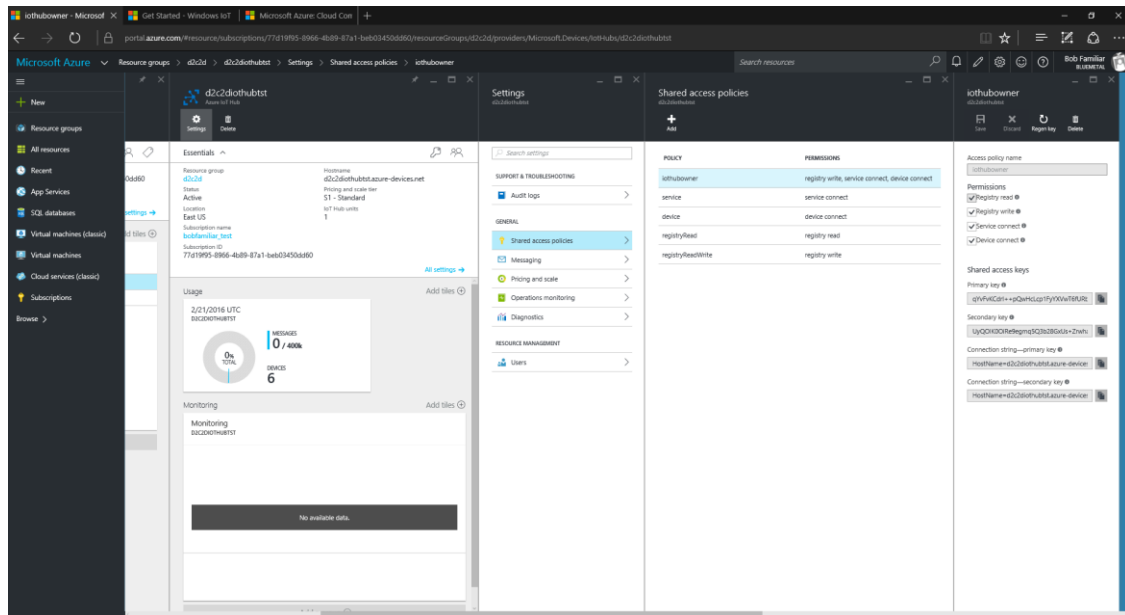 iothubowner - Microsof
Get Started - Windows IoT
Microsoft Azure: Cloud Con
portal.azure.com/#resource/subscriptions/77d19f95-8966-4b89-87a1-beb03450dd60/resourceGroups/d2c2d/providers/Microsoft.Devices/IotHubs/d2c2diothubtst
Microsoft Azure
Resource groups > d2c2d > d2c2diothubtst > Settings > Shared access policies > iothubowner
Search resources
Bob Familiar
BLUEMETAL
New
Resource groups
All resources
Recent
App Services
SQL databases
Virtual machines (classic)
Virtual machines
Cloud services (classic)
Subscriptions
Browse >
0dd60
settings →
dd tiles
d2c2diothubtst
Azure IoT Hub
Settings
Delete
Essentials
Resource group
d2c2d
Status
Active
Location
East US
Subscription name
bobfamiliar_test
Subscription ID
77d19f95-8966-4b89-87a1-beb03450dd60
Hostname
d2c2diothubtst.azure-devices.net
Pricing and scale tier
S1 - Standard
IoT Hub units
1
All settings →
Usage
Add tiles
2/21/2016 UTC
D2C2DIOTHUBTST
0%
TOTAL
MESSAGES
0 / 400k
DEVICES
6
Monitoring
Add tiles
Monitoring
D2C2DIOTHUBTST
No available data.
Settings
d2c2diothubtst
Search settings
SUPPORT & TROUBLESHOOTING
Audit logs
GENERAL
Shared access policies
Messaging
Pricing and scale
Operations monitoring
Diagnostics
RESOURCE MANAGEMENT
Users
Shared access policies
d2c2diothubtst
Add
POLICY PERMISSIONS
iothubowner registry write, service connect, device connect
service service connect
device device connect
registryRead registry read
registryReadWrite registry write
iothubowner
d2c2diothubtst
Save
Discard
Regen key
Delete
Access policy name
iothubowner
Permissions
Registry read
Registry write
Service connect
Device connect
Shared access keys
Primary key
Secondary key
Connection string—primary key
HostName=d2c2diothubtst.azure-devices
Connection string—secondary key
HostName=d2c2diothubtst.azure-devices